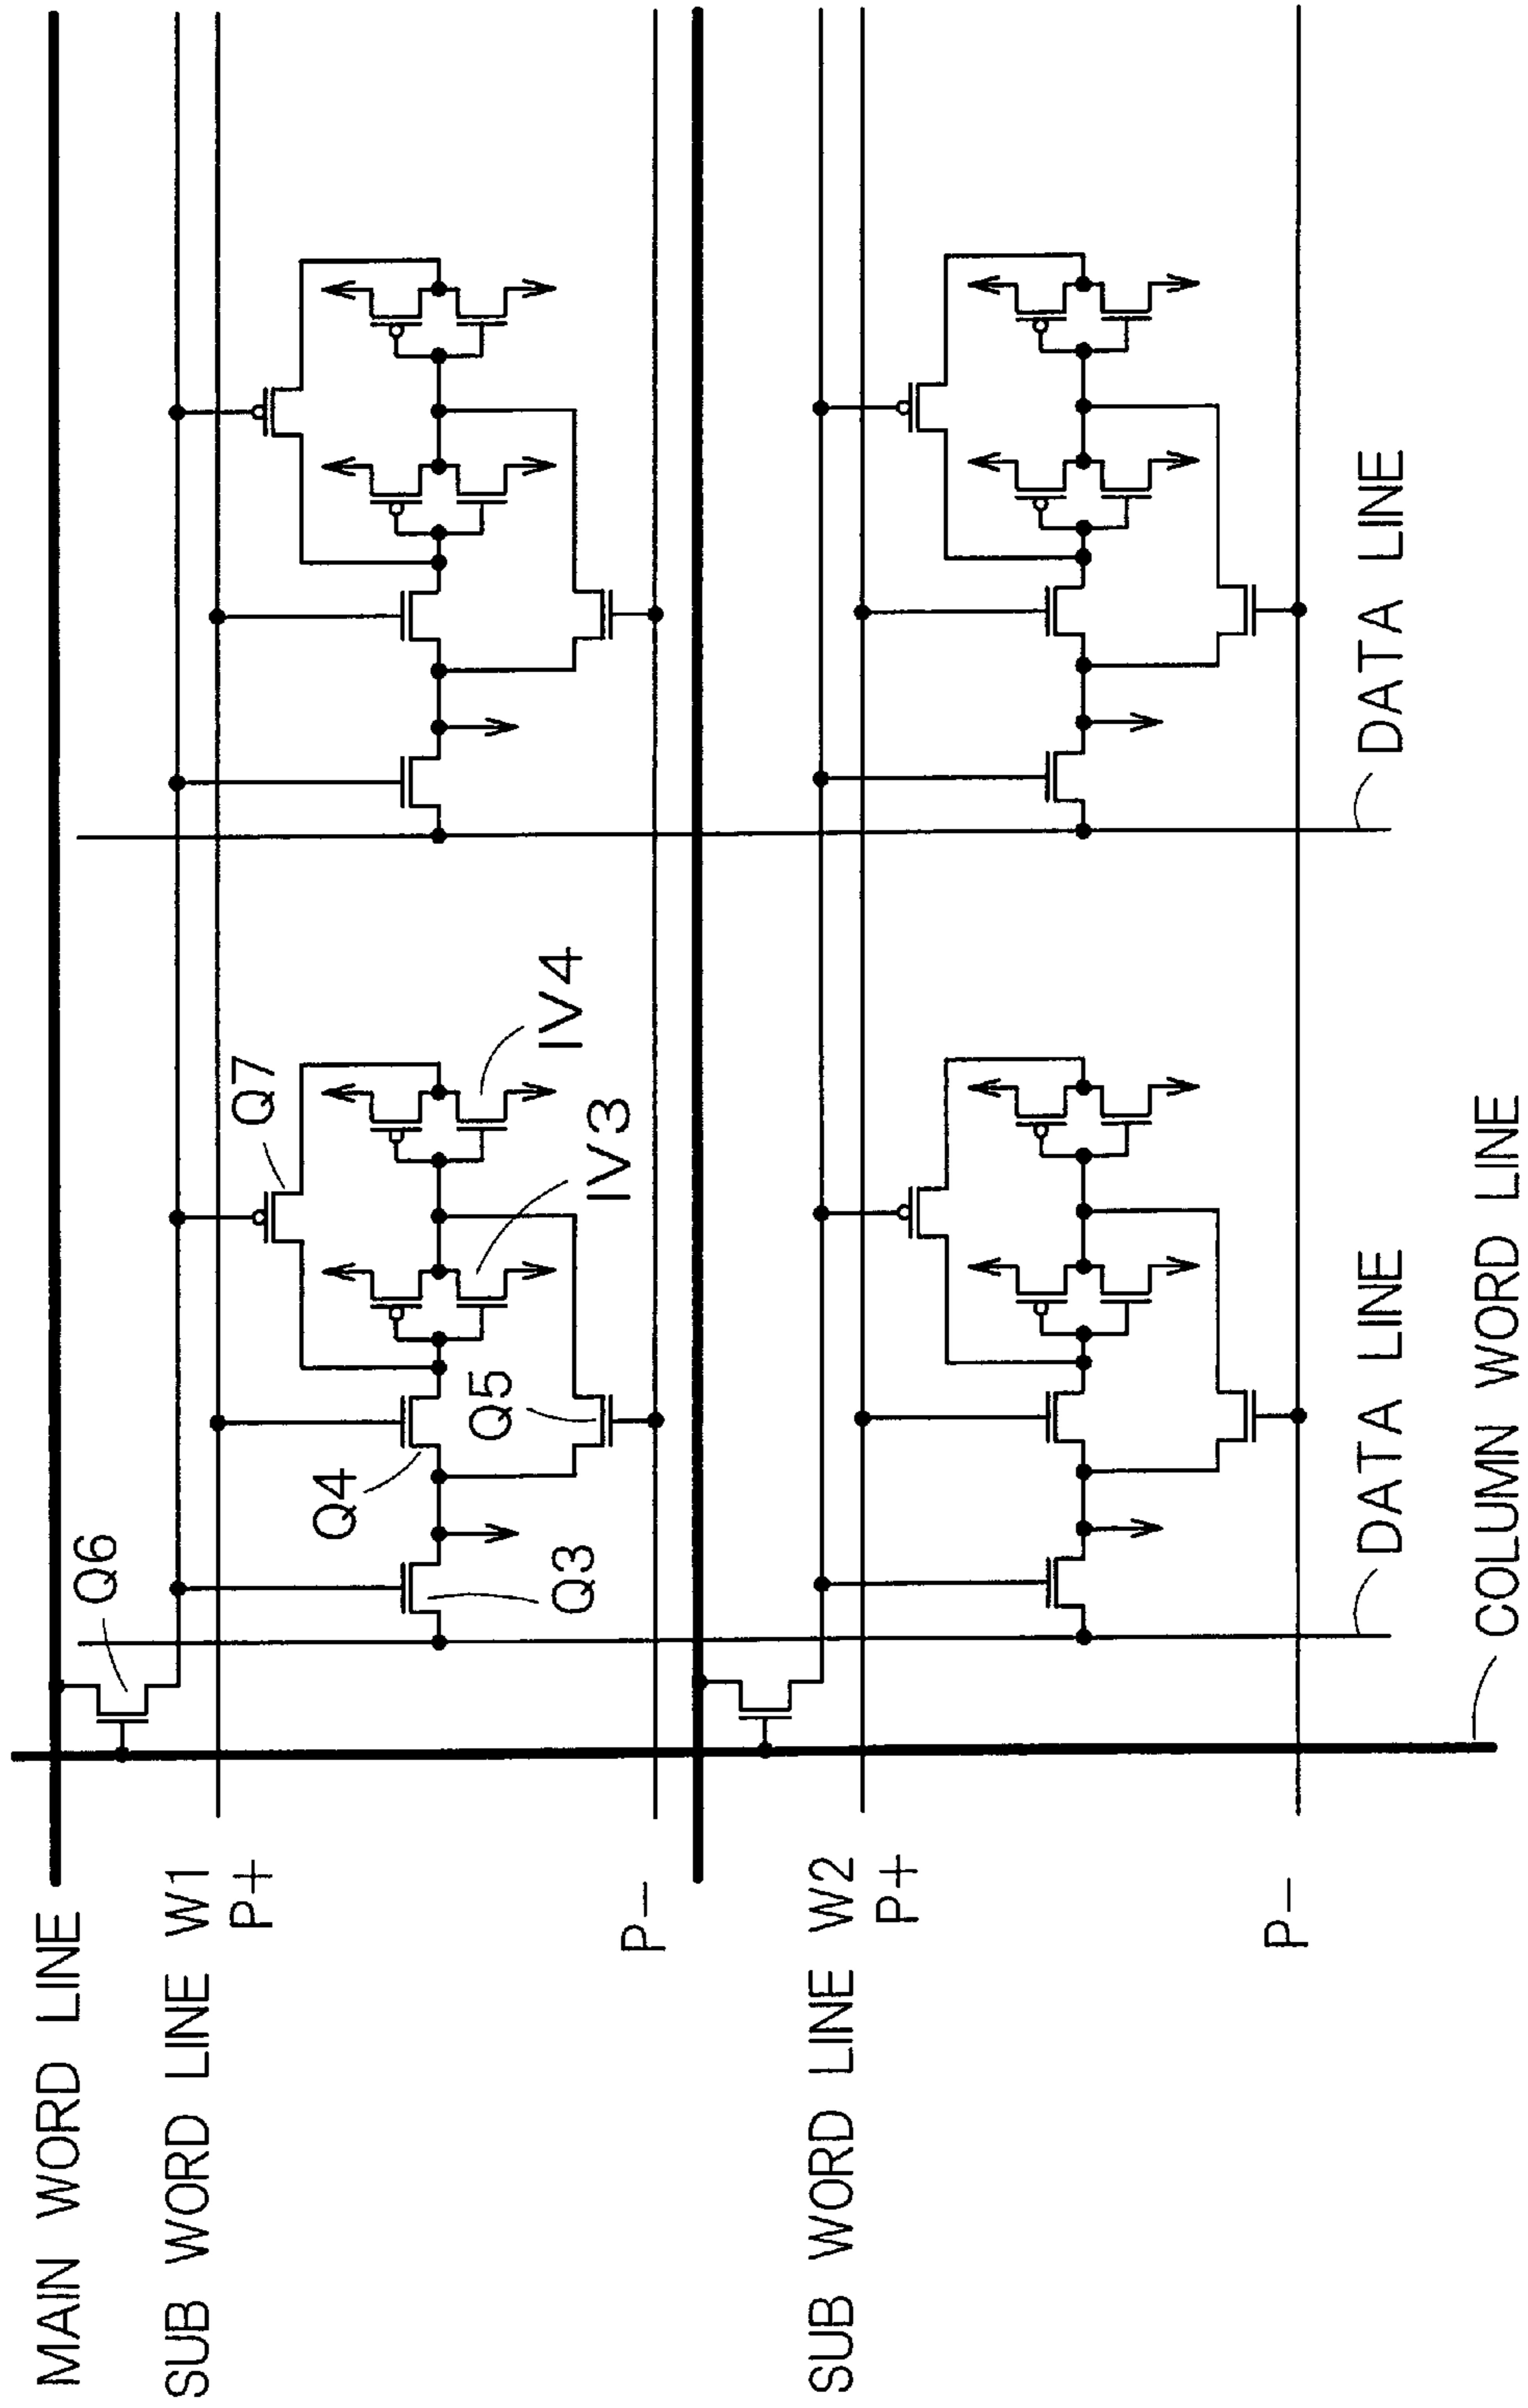 MAIN WORD LINE
Q6
SUB WORD LINE W1
P+
Q7
Q4
Q5
Q3
IV4
IV3
P-
SUB WORD LINE W2
P+
P-
DATA LINE
DATA LINE
COLUMN WORD LINE